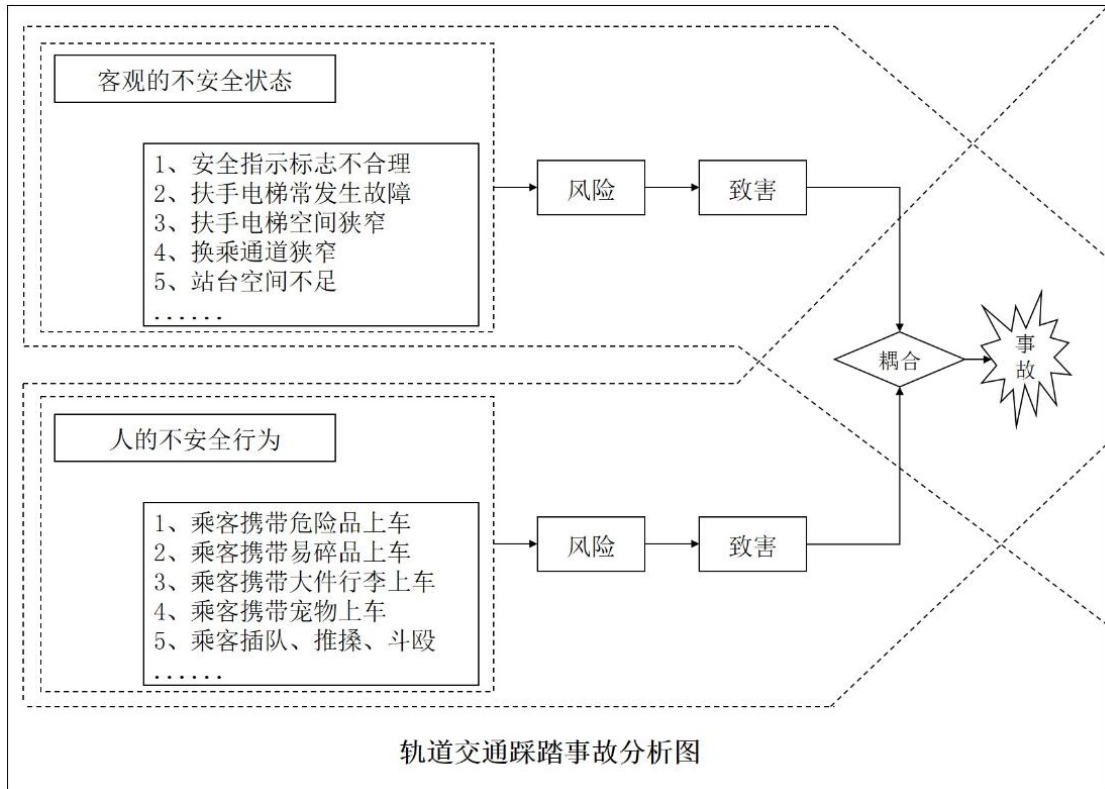 客观的不安全状态
1、安全指示标志不合理
2、扶手电梯常发生故障
3、扶手电梯空间狭窄
4、换乘通道狭窄
5、站台空间不足
......
风险
致害
人的不安全行为
1、乘客携带危险品上车
2、乘客携带易碎品上车
3、乘客携带大件行李上车
4、乘客携带宠物上车
5、乘客插队、推搡、斗殴
......
风险
致害
耦合
事
故
轨道交通踩踏事故分析图